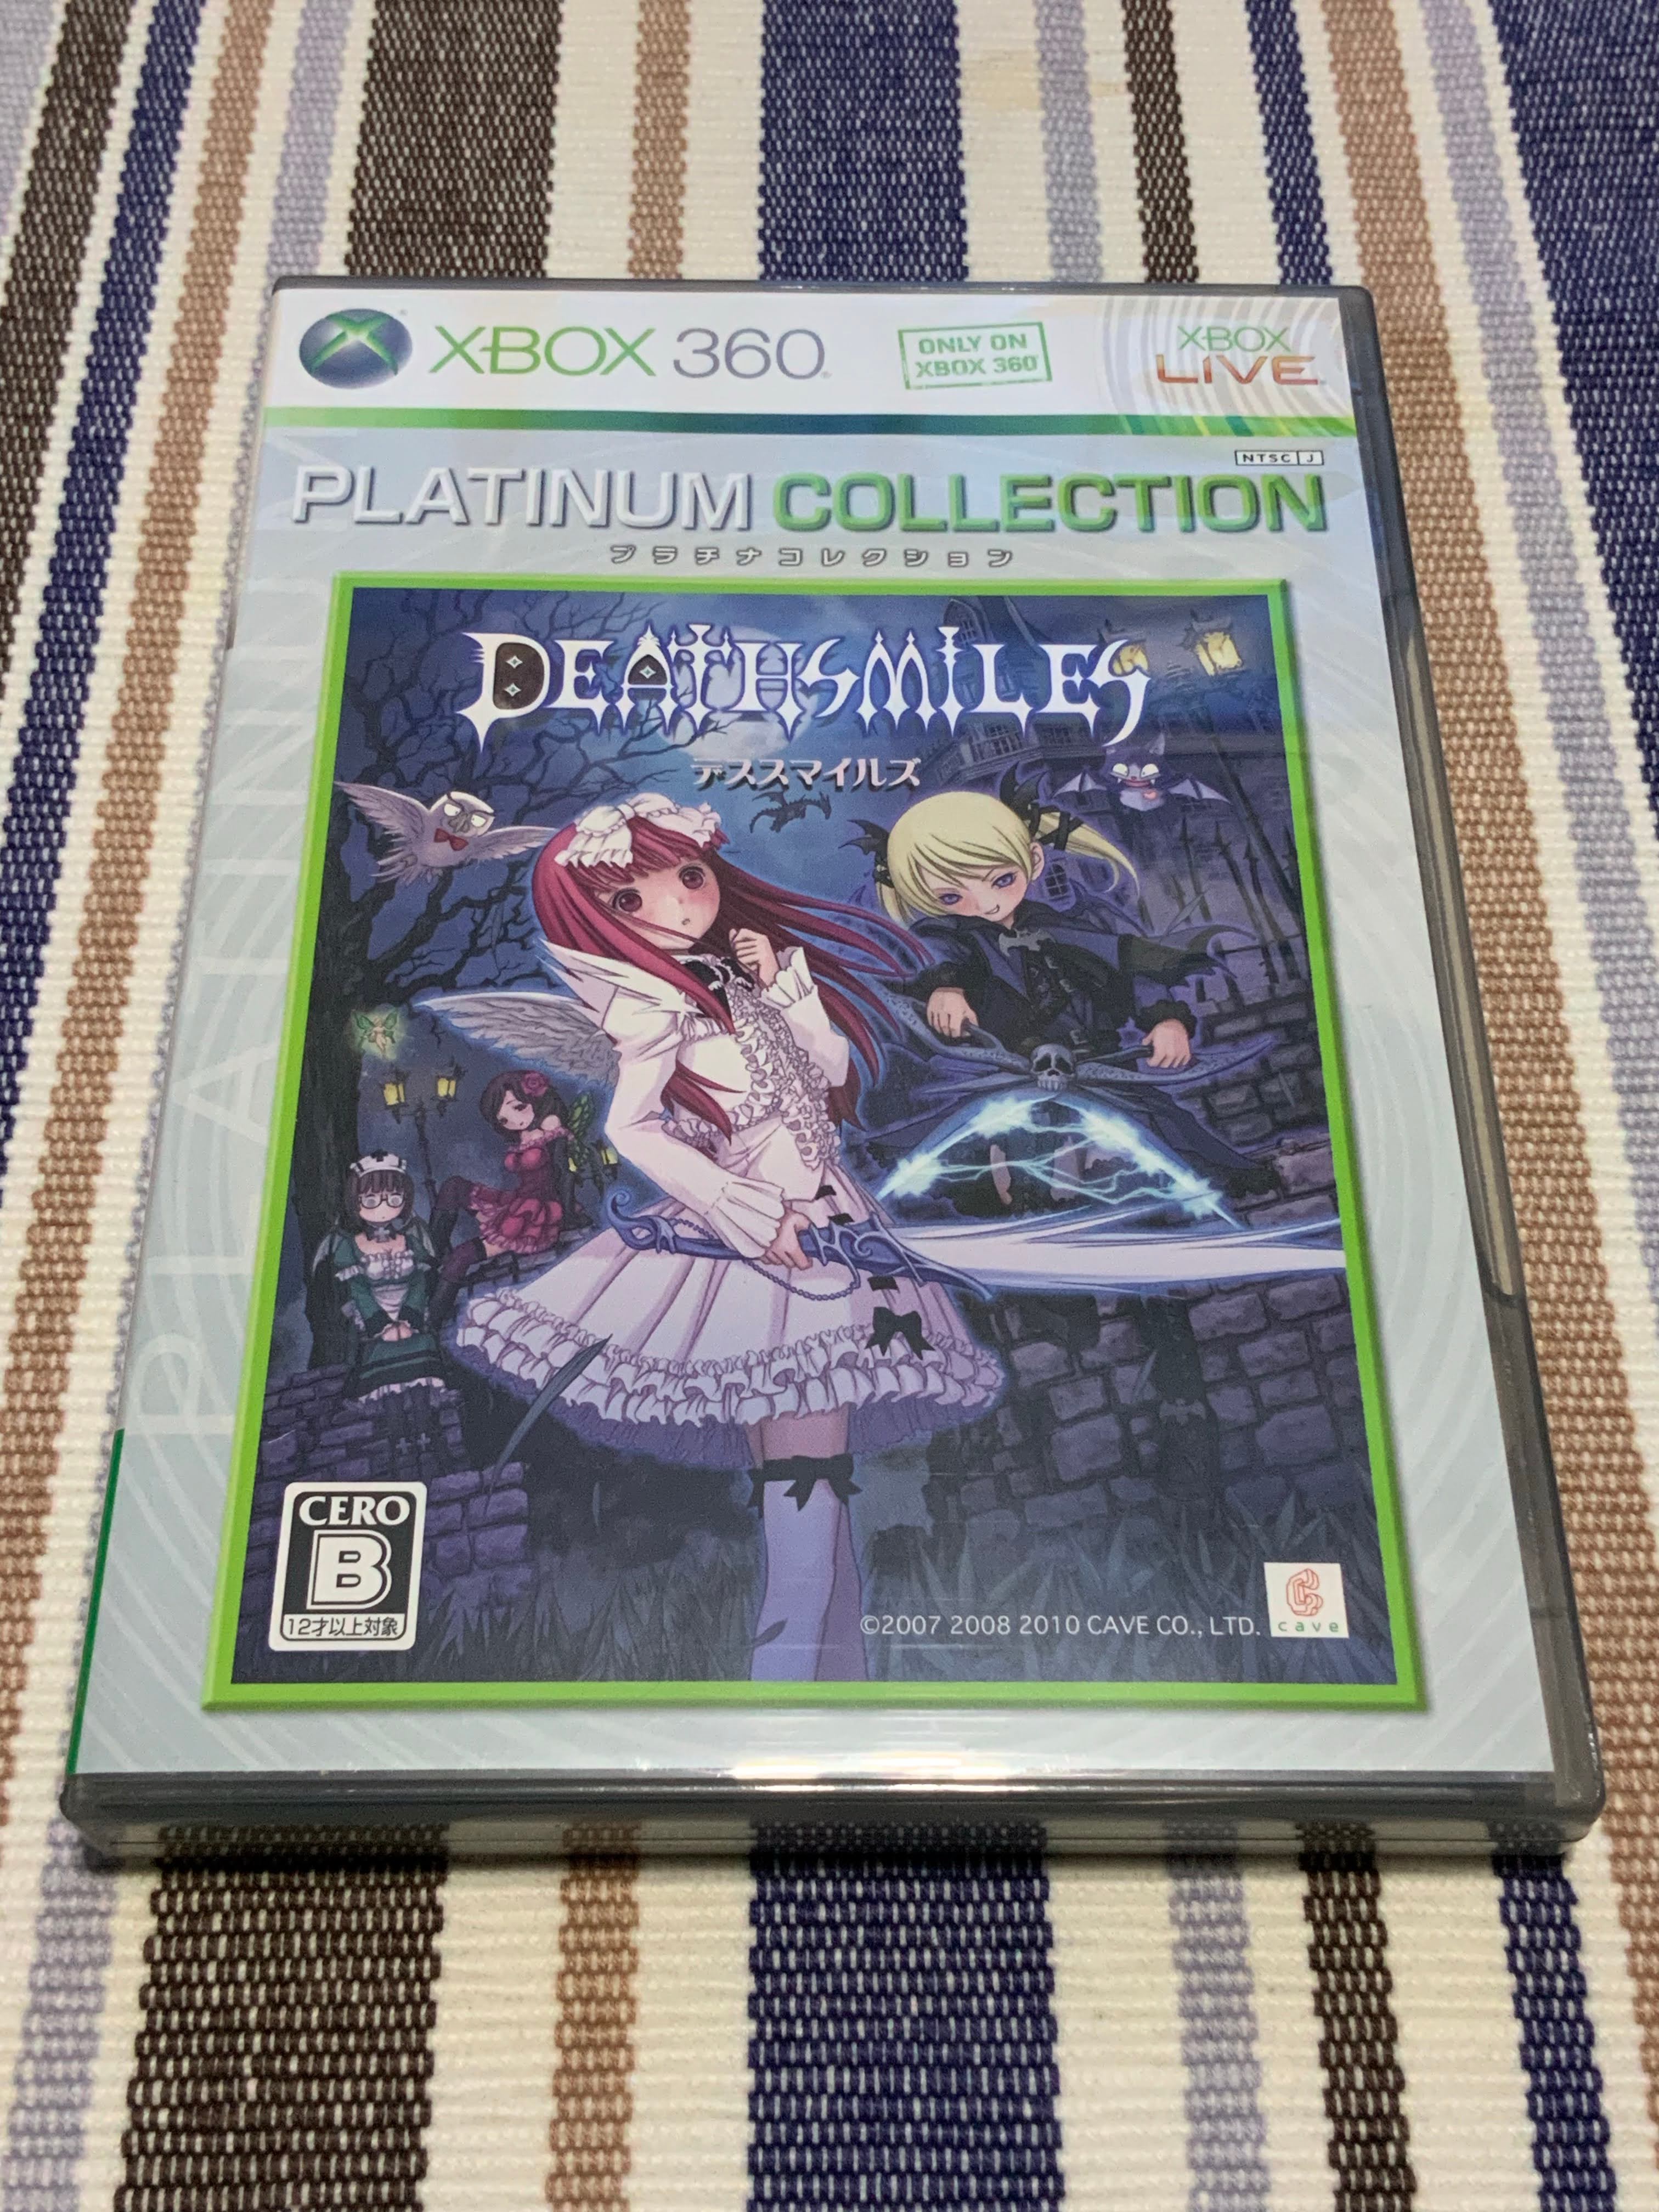 XBOX 360
ONLY ON
XBOX 360
XBOX
LIVE
NTSC J
PLATINUM COLLECTION
プラチナコレクション
PLATINUM
DEATHSMILES
デススマイルズ
CERO
B
12才以上対象
©2007 2008 2010 CAVE CO., LTD.
cave